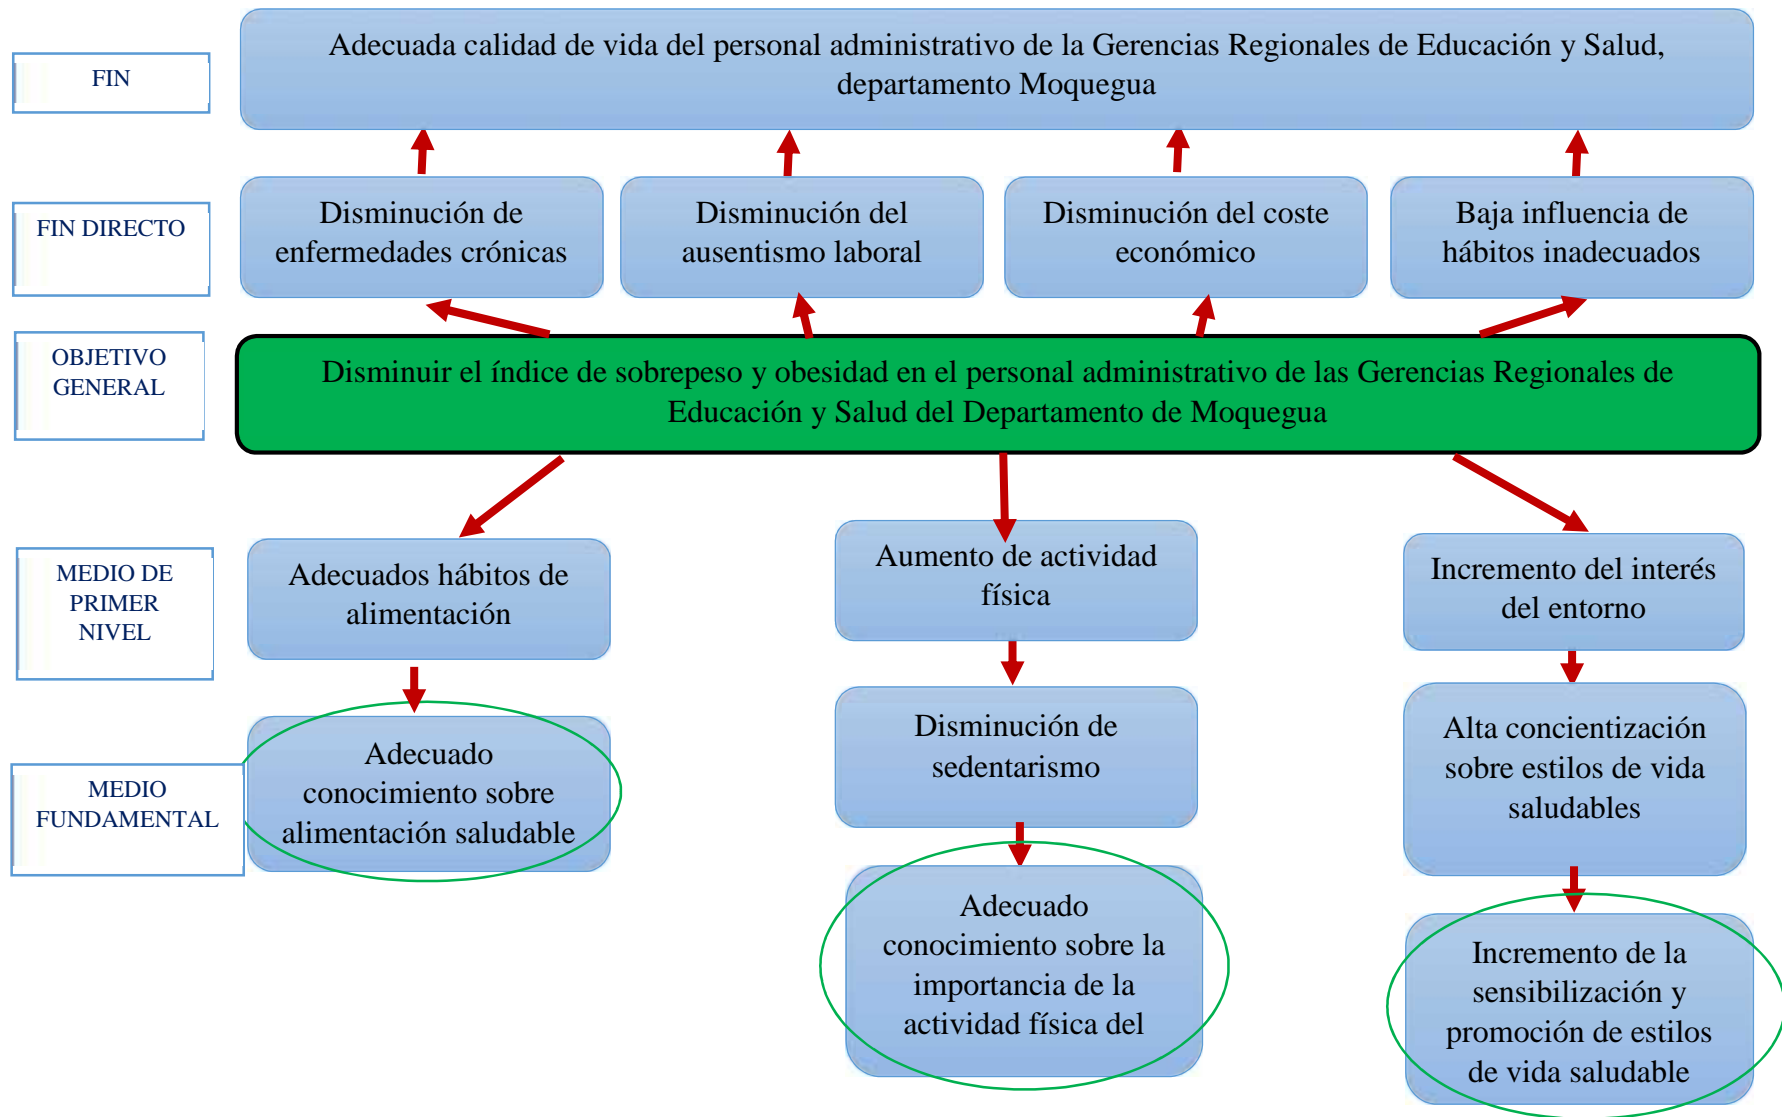 FIN
Adecuada calidad de vida del personal administrativo de la Gerencias Regionales de Educación y Salud,
departamento Moquegua
FIN DIRECTO
Disminución de
enfermedades crónicas
Disminución del
ausentismo laboral
Disminución del coste
económico
Baja influencia de
hábitos inadecuados
OBJETIVO
GENERAL
Disminuir el índice de sobrepeso y obesidad en el personal administrativo de las Gerencias Regionales de
Educación y Salud del Departamento de Moquegua
MEDIO DE
PRIMER
NIVEL
Adecuados hábitos de
alimentación
Aumento de actividad
física
Incremento del interés
del entorno
MEDIO
FUNDAMENTAL
Adecuado
conocimiento sobre
alimentación saludable
Disminución de
sedentarismo
Alta concientización
sobre estilos de vida
saludables
Adecuado
conocimiento sobre la
importancia de la
actividad física del
Incremento de la
sensibilización y
promoción de estilos
de vida saludable